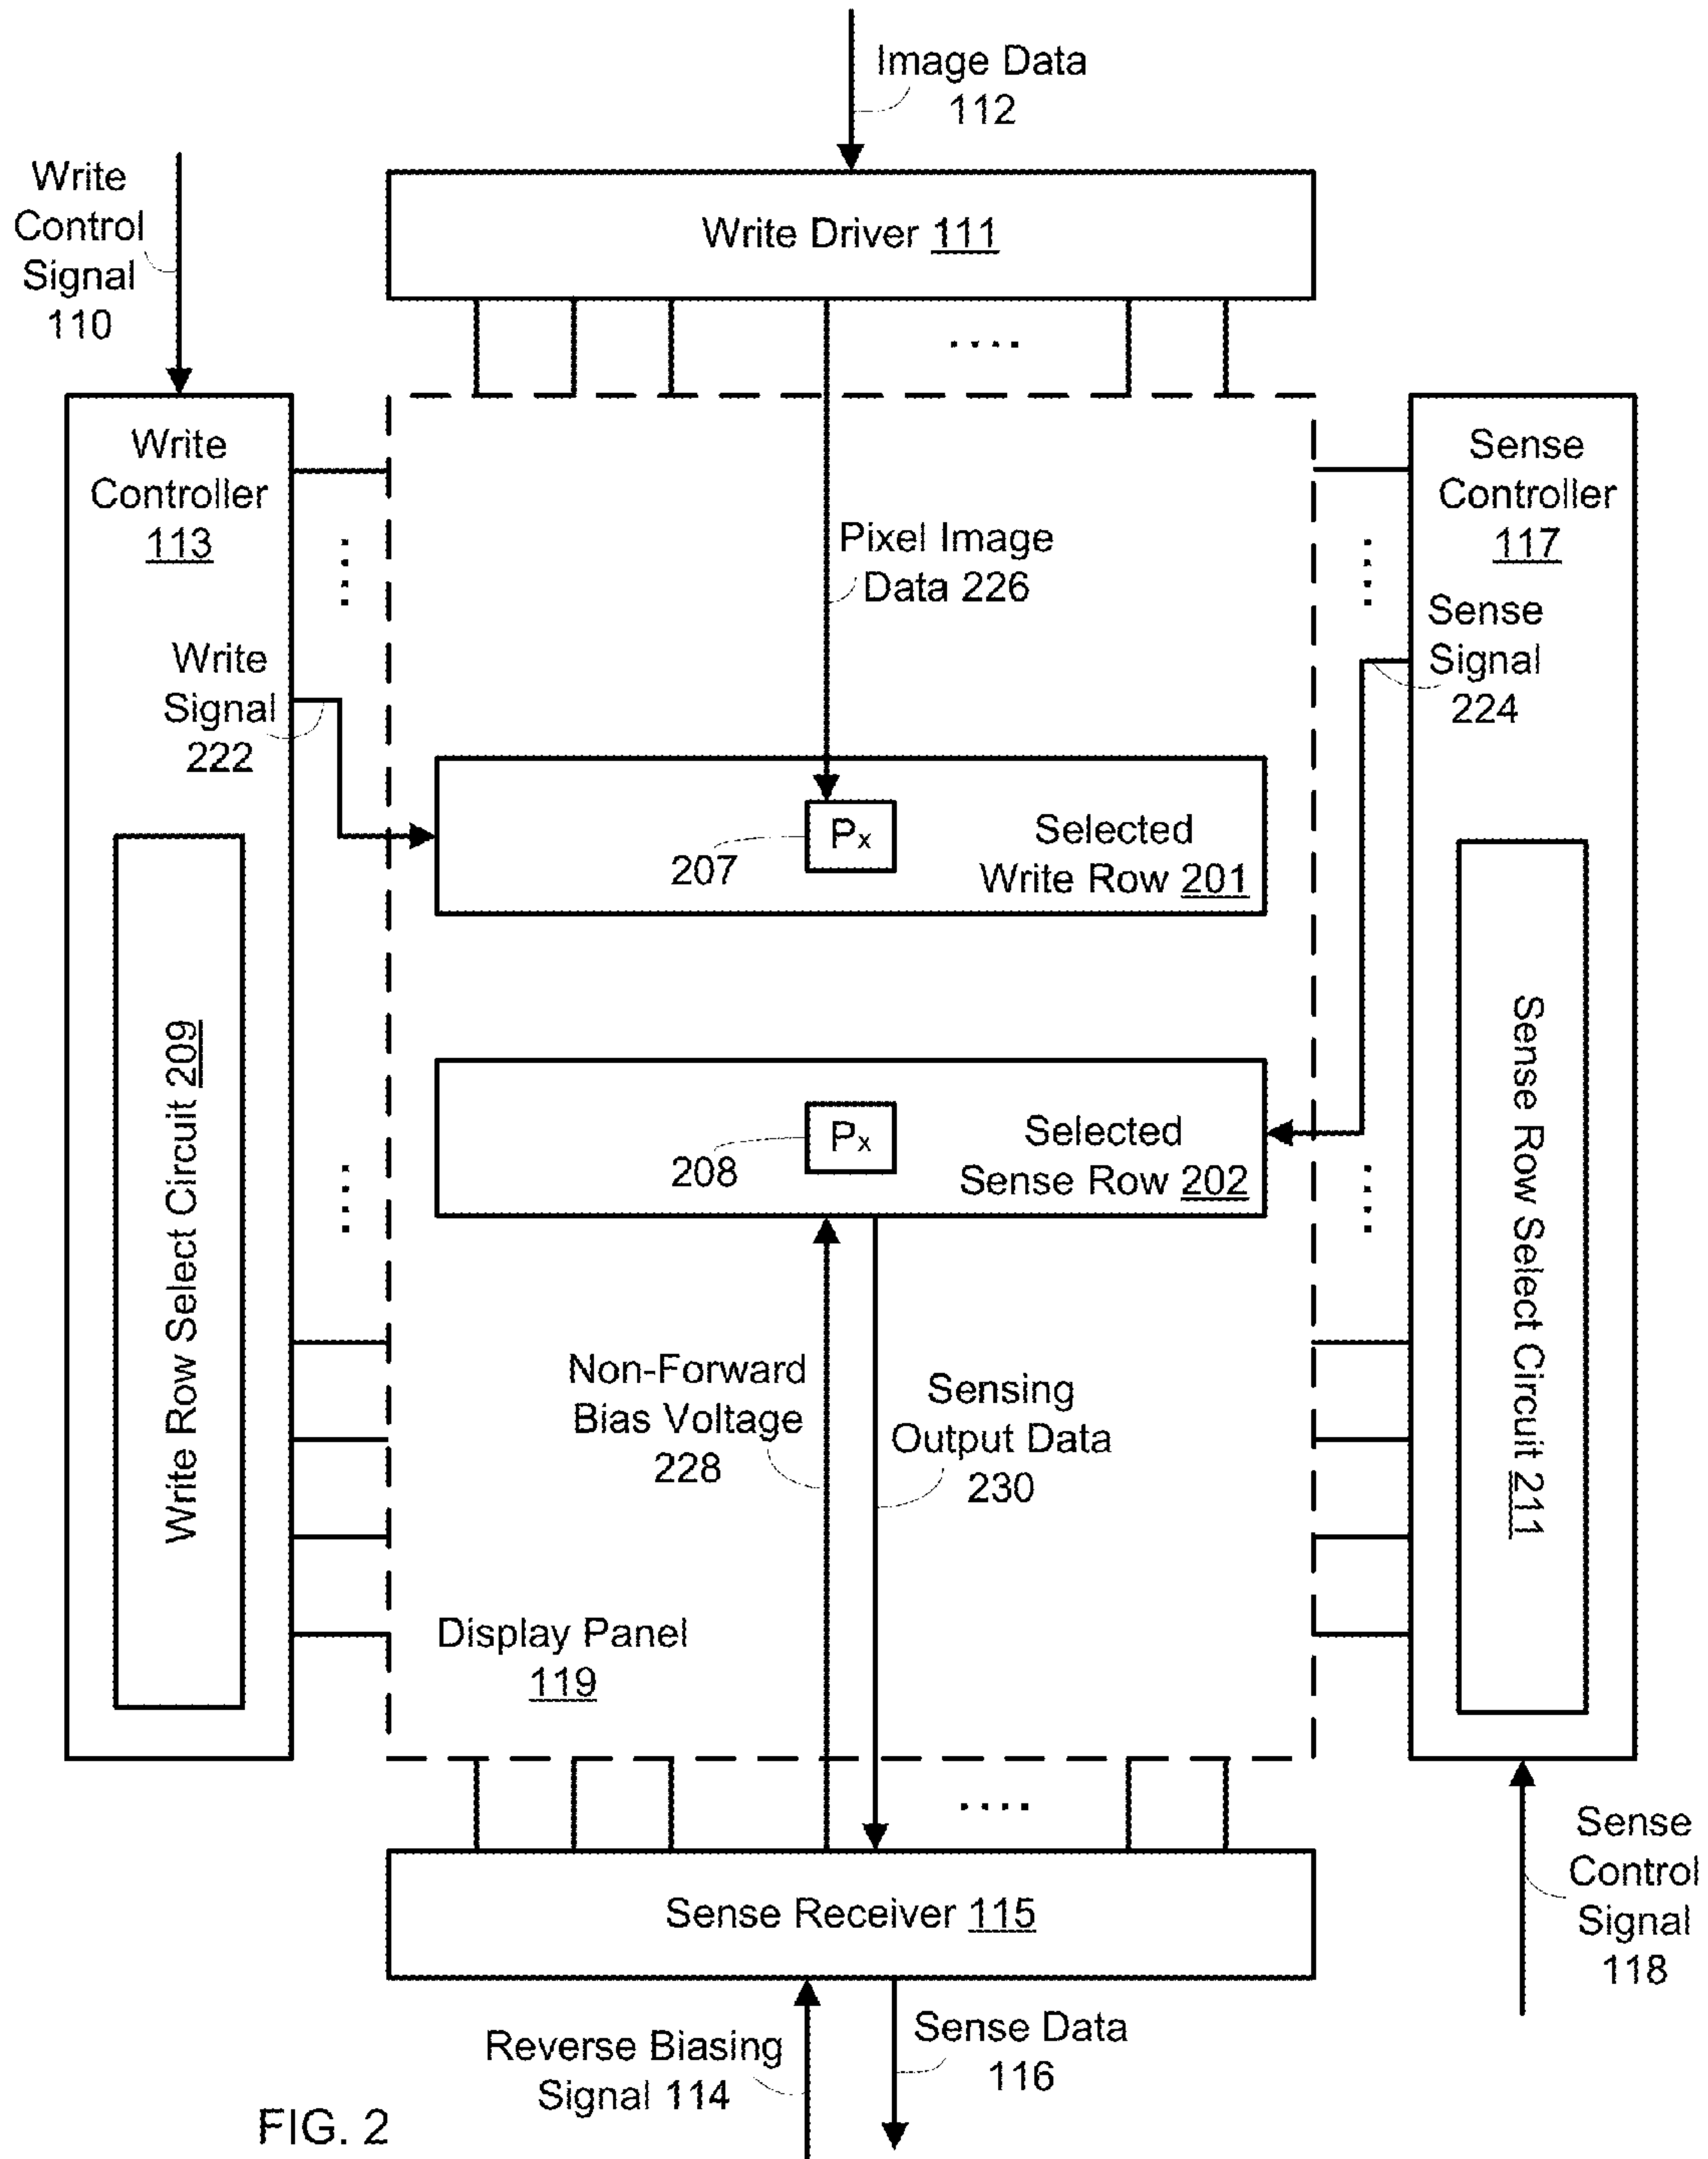 Image Data
112
Write
Control
Signal
110
Write Driver 111
....
Write
Controller
113
Sense
Controller
117
....
....
Pixel Image
Data 226
Sense
Signal
224
Write
Signal
222
Px
207
Selected
Write Row 201
Write Row Select Circuit 209
Sense Row Select Circuit 211
Px
208
Selected
Sense Row 202
....
....
Non-Forward
Bias Voltage
228
Sensing
Output Data
230
Display Panel
119
....
Sense Receiver 115
Sense
Control
Signal
118
Reverse Biasing
Signal 114
Sense Data
116
FIG. 2